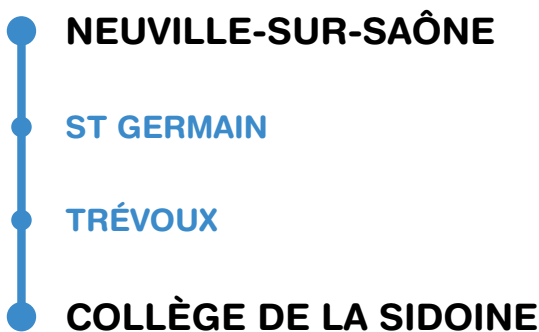 NEUVILLE-SUR-SAÔNE
ST GERMAIN
TRÉVOUX
COLLÈGE DE LA SIDOINE